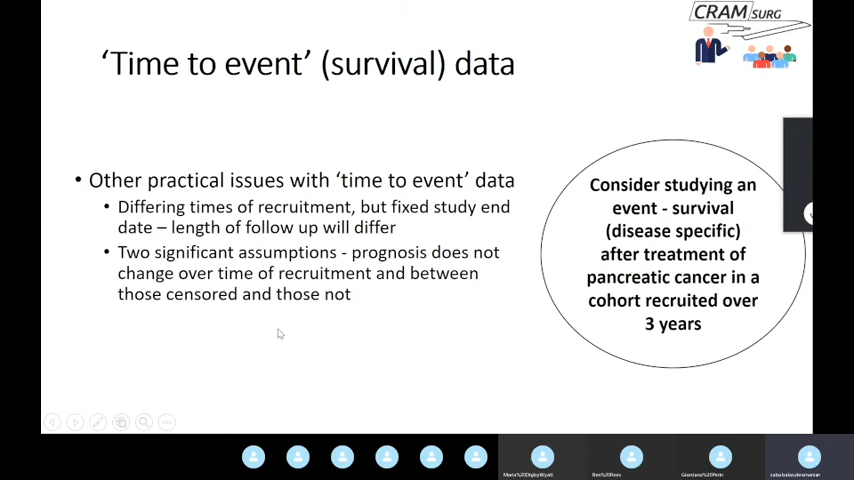 CRAMSURG
‘Time to event’ (survival) data
• Other practical issues with ‘time to event’ data
• Differing times of recruitment, but fixed study end
date – length of follow up will differ
• Two significant assumptions - prognosis does not
change over time of recruitment and between
those censored and those not
Consider studying an
event - survival
(disease specific)
after treatment of
pancreatic cancer in a
cohort recruited over
3 years